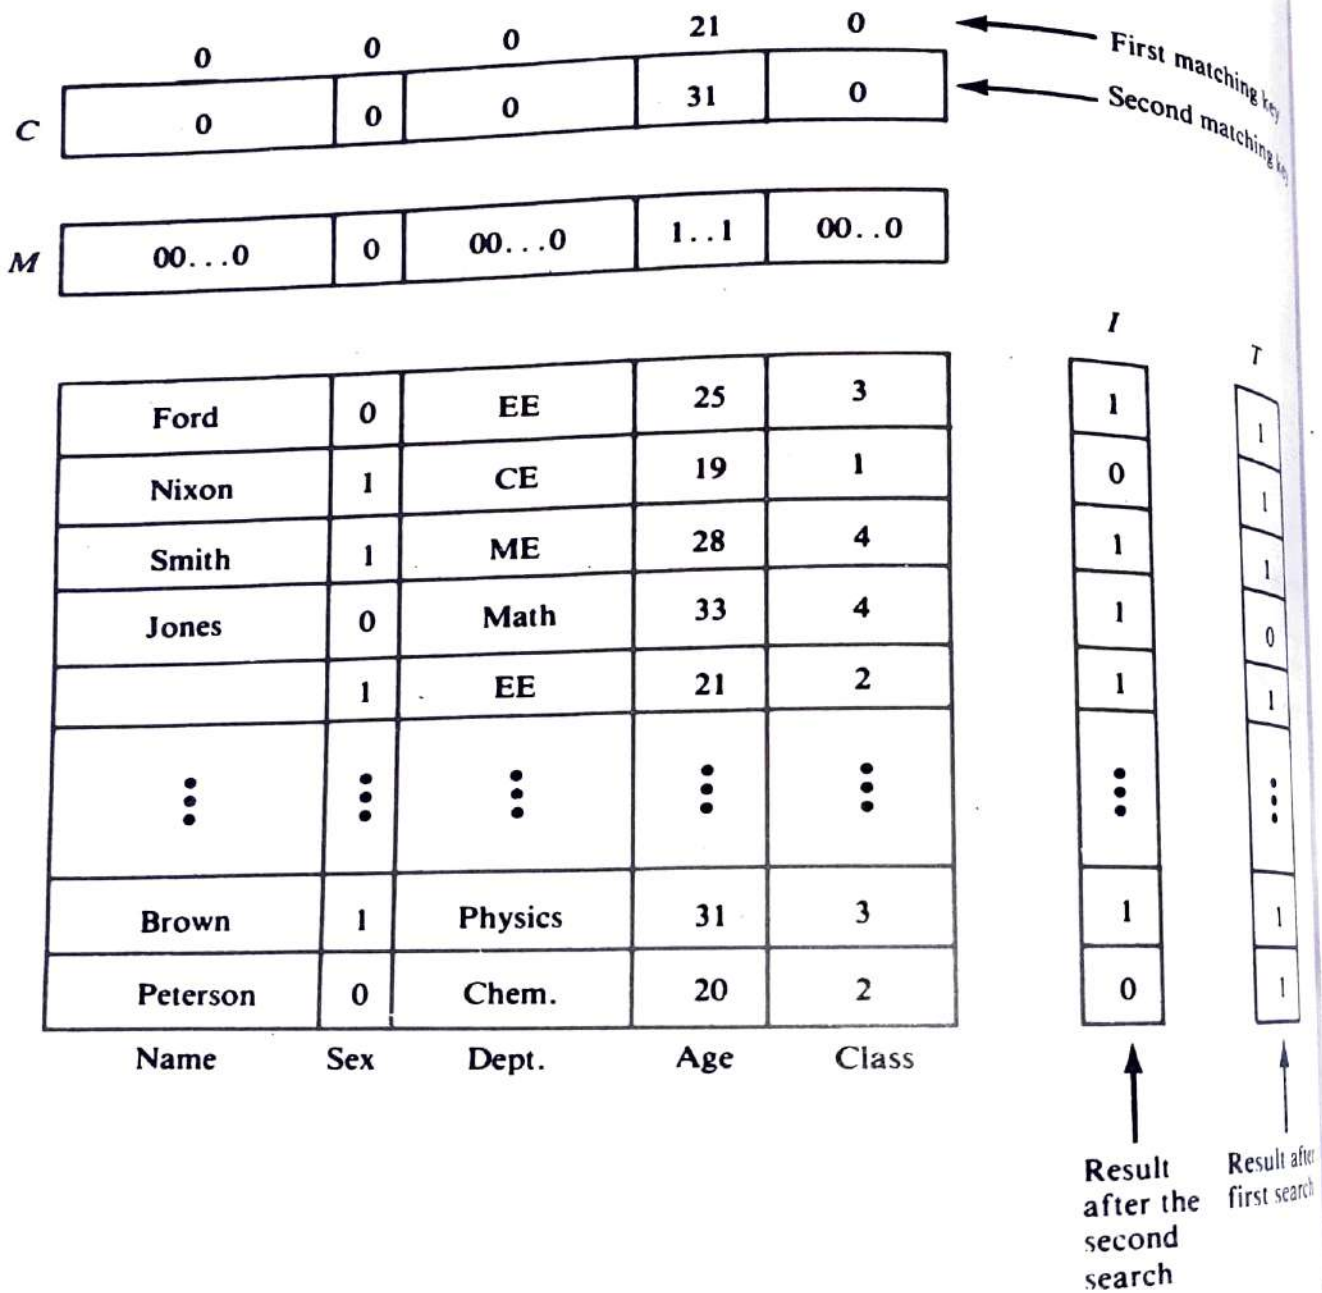 0 0 0 21 0
First matching key
C 0 0 0 31 0
Second matching key
M 00...0 0 00...0 1..1 00..0
I
T
Ford 0 EE 25 3 1 1
Nixon 1 CE 19 1 0 1
Smith 1 ME 28 4 1 1
Jones 0 Math 33 4 1 0
1 EE 21 2 1 1
Brown 1 Physics 31 3 1 1
Peterson 0 Chem. 20 2 0 1
Name Sex Dept. Age Class
Result
after the
second
search
Result after
first search